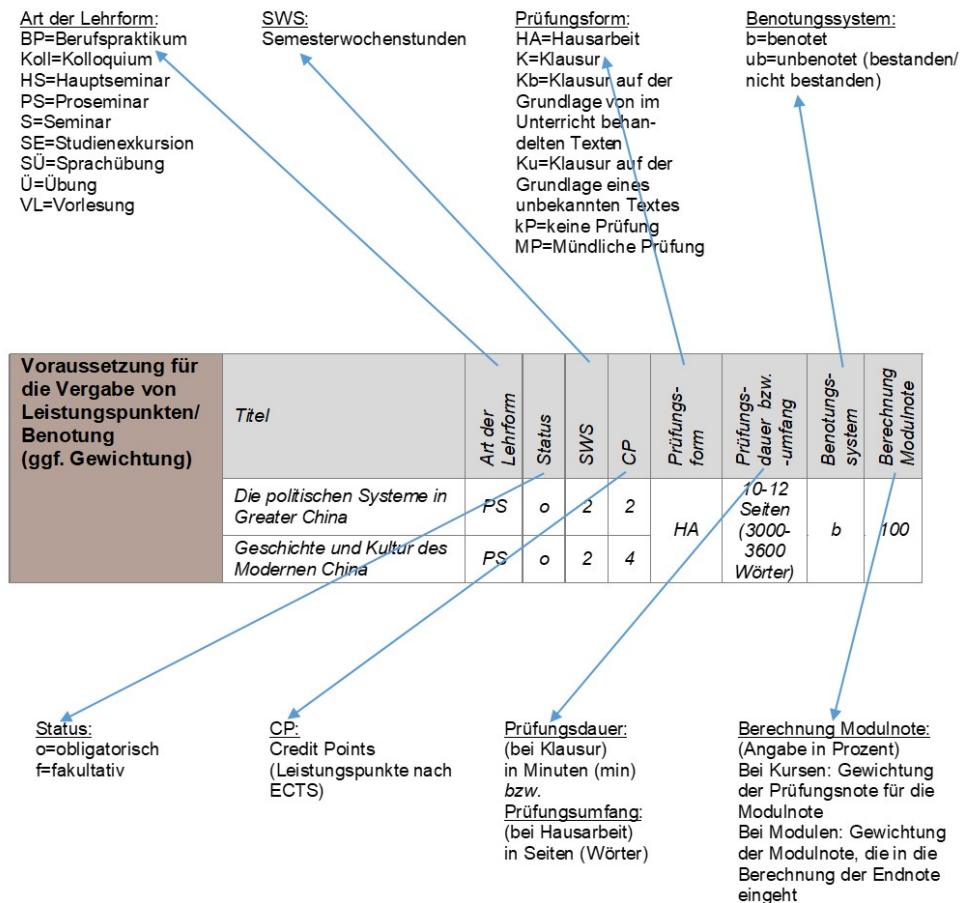 Art der Lehrform:
BP=Berufspraktikum
Koll=Kolloquium
HS=Hauptseminar
PS=Proseminar
S=Seminar
SE=Studienexkursion
SÜ=Sprachübung
Ü=Übung
VL=Vorlesung
SWS:
Semesterwochenstunden
Prüfungsform:
HA=Hausarbeit
K=Klausur
Kb=Klausur auf der
Grundlage von im
Unterricht behan-
delten Texten
Ku=Klausur auf der
Grundlage eines
unbekannten Textes
kP=keine Prüfung
MP=Mündliche Prüfung
Benotungssystem:
b=benotet
ub=unbenotet (bestanden/
nicht bestanden)
Voraussetzung für
die Vergabe von
Leistungspunkten/
Benotung
(ggf. Gewichtung)
Titel
Art der
Lehrform
Status
SWS
CP
Prüfungs-
form
Prüfungs-
dauer bzw.
-umfang
Benotungs-
system
Berechnung
Modulnote
Die politischen Systeme in
Greater China
PS
o
2
2
Geschichte und Kultur des
Modernen China
PS
o
2
4
HA
10-12
Seiten
(3000-
3600
Wörter)
b
100
Status:
o=obligatorisch
f=fakultativ
CP:
Credit Points
(Leistungspunkte nach
ECTS)
Prüfungsdauer:
(bei Klausur)
in Minuten (min)
bzw.
Prüfungsumfang:
(bei Hausarbeit)
in Seiten (Wörter)
Berechnung Modulnote:
(Angabe in Prozent)
Bei Kursen: Gewichtung
der Prüfungsnote für die
Modulnote
Bei Modulen: Gewichtung
der Modulnote, die in die
Berechnung der Endnote
eingeht